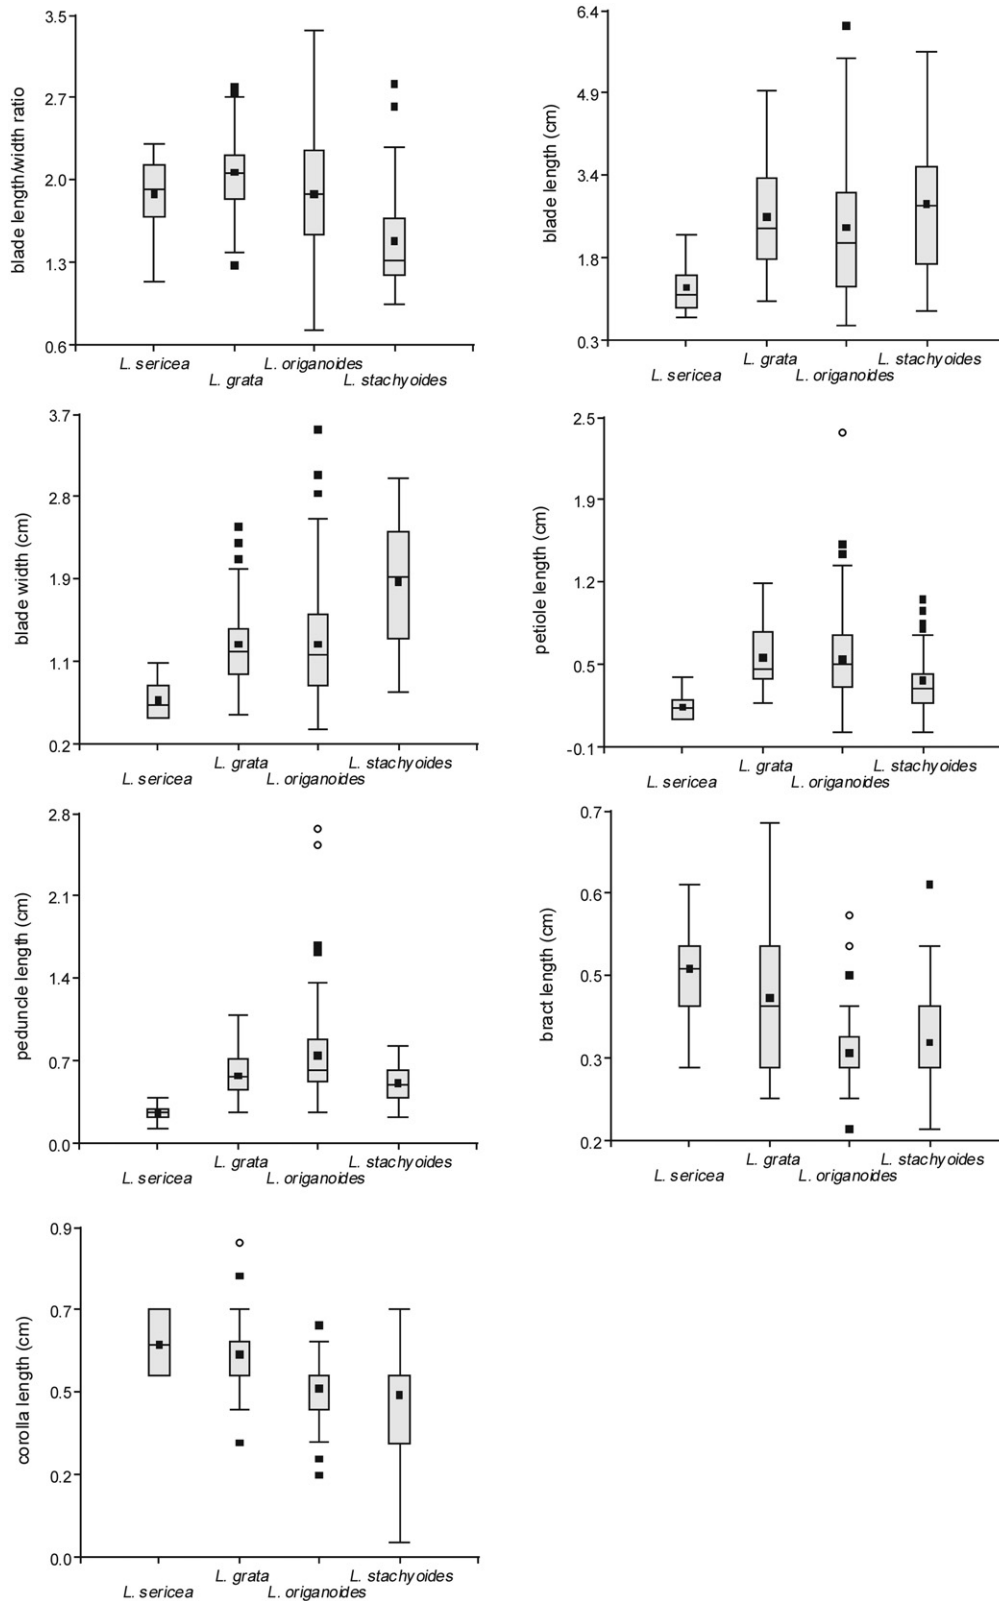 blade length/width ratio
3.5
2.7
2.0
1.3
0.6
L. sericea
L. grata
L. origanoides
L. stachyoides
blade length (cm)
6.4
4.9
3.4
1.8
0.3
L. sericea
L. grata
L. origanoides
L. stachyoides
blade width (cm)
3.7
2.8
1.9
1.1
0.2
L. sericea
L. grata
L. origanoides
L. stachyoides
petiole length (cm)
2.5
1.9
1.2
0.5
-0.1
L. sericea
L. grata
L. origanoides
L. stachyoides
peduncle length (cm)
2.8
2.1
1.4
0.7
0.0
L. sericea
L. grata
L. origanoides
L. stachyoides
bract length (cm)
0.7
0.6
0.5
0.3
0.2
L. sericea
L. grata
L. origanoides
L. stachyoides
corolla length (cm)
0.9
0.7
0.5
0.2
0.0
L. sericea
L. grata
L. origanoides
L. stachyoides